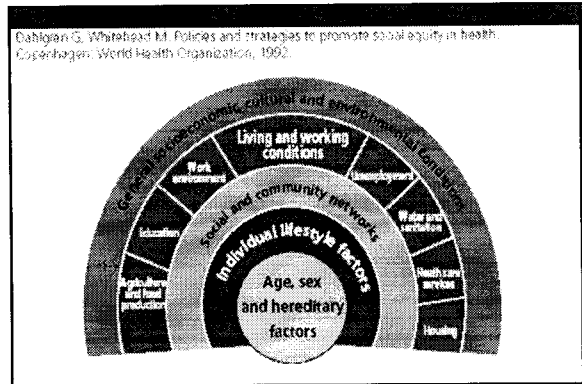 Dahlgren G, Whitehead M. Policies and strategies to promote social equity in health.
Copenhagen: World Health Organization, 1992.
General socioeconomic, cultural and environmental conditions
Living and working
conditions
Work
environment
Unemployment
Education
Water and
sanitation
Social and community networks
Agriculture
and food
production
Health care
services
Individual lifestyle factors
Housing
Age, sex
and hereditary
factors